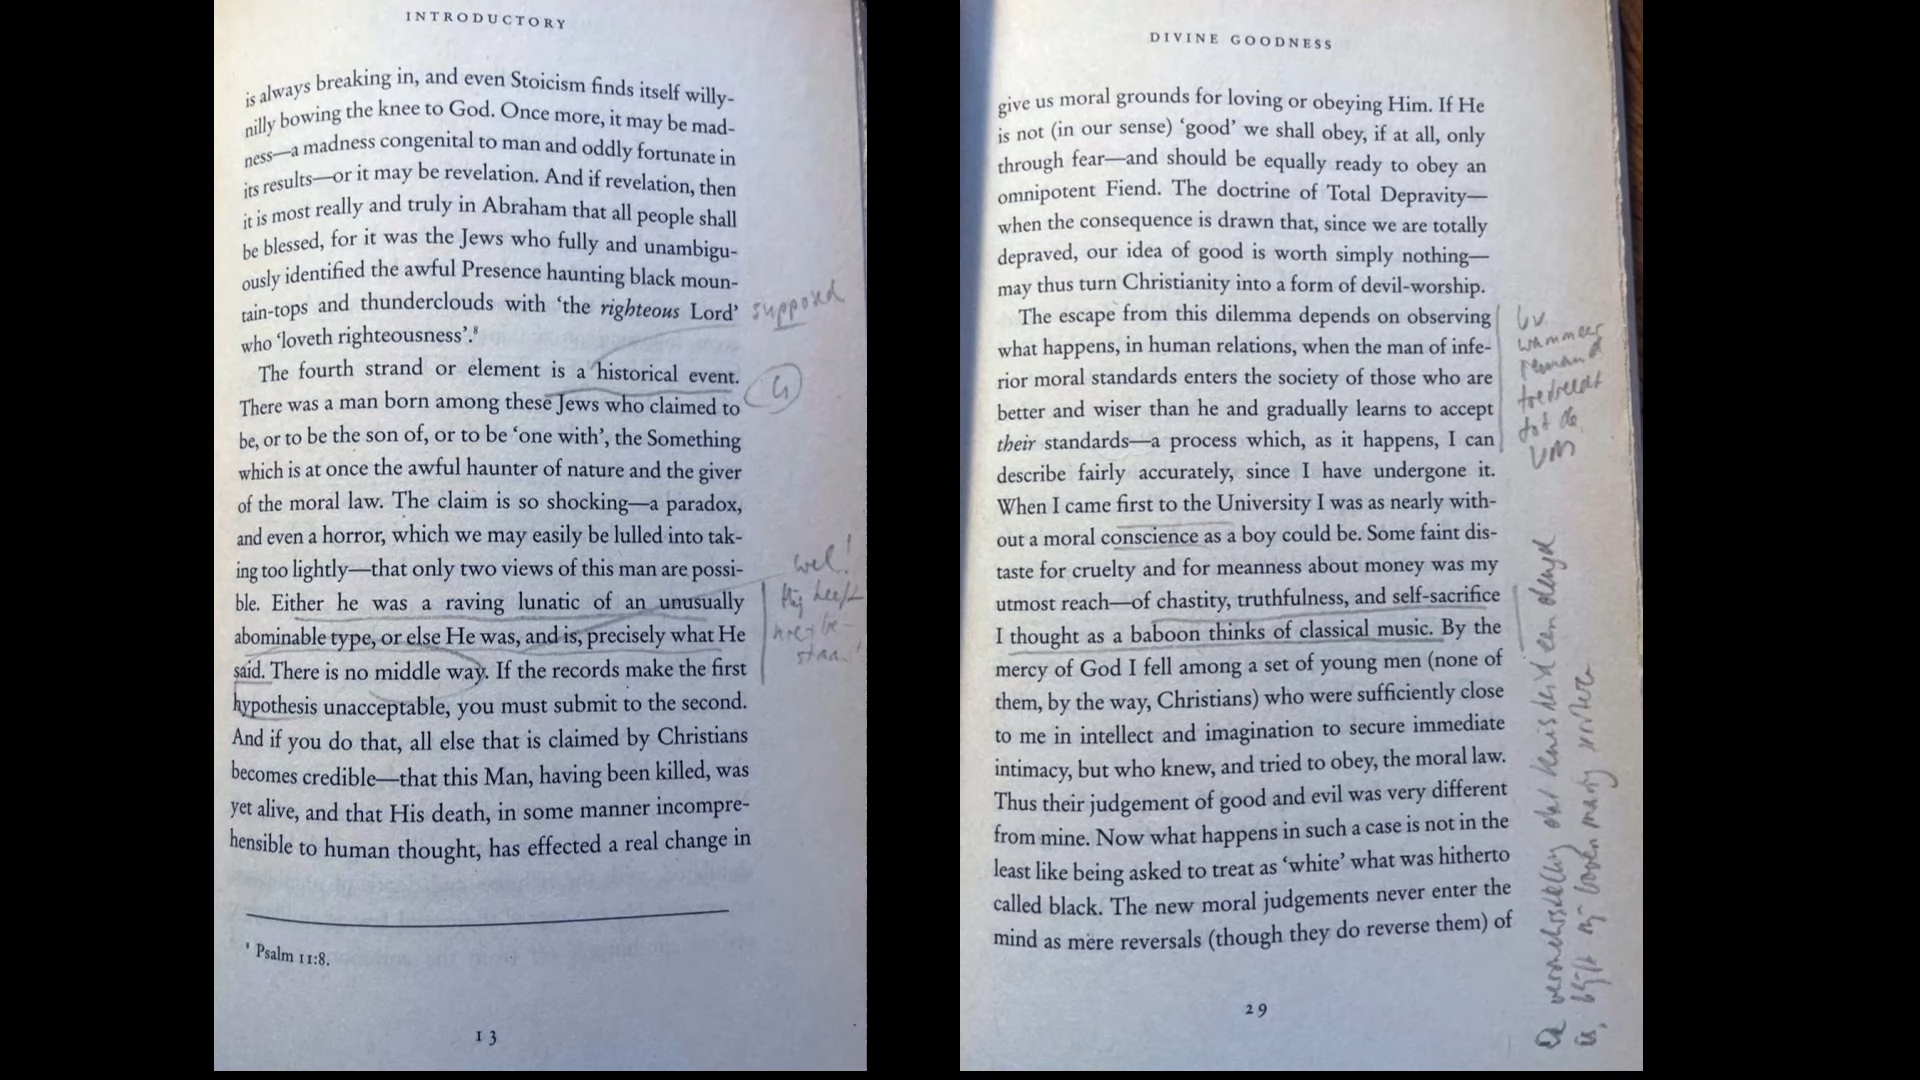 INTRODUCTORY
is always breaking in, and even Stoicism finds itself willy-
nilly bowing the knee to God. Once more, it may be mad-
ness—a madness congenital to man and oddly fortunate in
its results—or it may be revelation. And if revelation, then
it is most really and truly in Abraham that all people shall
be blessed, for it was the Jews who fully and unambigu-
ously identified the awful Presence haunting black moun-
tain-tops and thunderclouds with ‘the righteous Lord’
supposed
who ‘loveth righteousness’.⁸
The fourth strand or element is a historical event.
There was a man born among these Jews who claimed to
be, or to be the son of, or to be ‘one with’, the Something
which is at once the awful haunter of nature and the giver
of the moral law. The claim is so shocking—a paradox,
and even a horror, which we may easily be lulled into tak-
ing too lightly—that only two views of this man are possi-
ble. Either he was a raving lunatic of an unusually
abominable type, or else He was, and is, precisely what He
said. There is no middle way. If the records make the first
hypothesis unacceptable, you must submit to the second.
And if you do that, all else that is claimed by Christians
becomes credible—that this Man, having been killed, was
yet alive, and that His death, in some manner incompre-
hensible to human thought, has effected a real change in
wel!
Hij heeft
niet be-
staan!
⁸ Psalm 11:8.
13
DIVINE GOODNESS
give us moral grounds for loving or obeying Him. If He
is not (in our sense) ‘good’ we shall obey, if at all, only
through fear—and should be equally ready to obey an
omnipotent Fiend. The doctrine of Total Depravity—
when the consequence is drawn that, since we are totally
depraved, our idea of good is worth simply nothing—
may thus turn Christianity into a form of devil-worship.
The escape from this dilemma depends on observing
what happens, in human relations, when the man of infe-
rior moral standards enters the society of those who are
better and wiser than he and gradually learns to accept
their standards—a process which, as it happens, I can
describe fairly accurately, since I have undergone it.
When I came first to the University I was as nearly with-
out a moral conscience as a boy could be. Some faint dis-
taste for cruelty and for meanness about money was my
utmost reach—of chastity, truthfulness, and self-sacrifice
I thought as a baboon thinks of classical music. By the
mercy of God I fell among a set of young men (none of
them, by the way, Christians) who were sufficiently close
to me in intellect and imagination to secure immediate
intimacy, but who knew, and tried to obey, the moral law.
Thus their judgement of good and evil was very different
from mine. Now what happens in such a case is not in the
least like being asked to treat as ‘white’ what was hitherto
called black. The new moral judgements never enter the
mind as mere reversals (though they do reverse them) of
bv.
wanneer
iemand
toetreedt
tot de
VM
De veronderstelling dat kuisheid een deugd
is, blijft mij boven
29